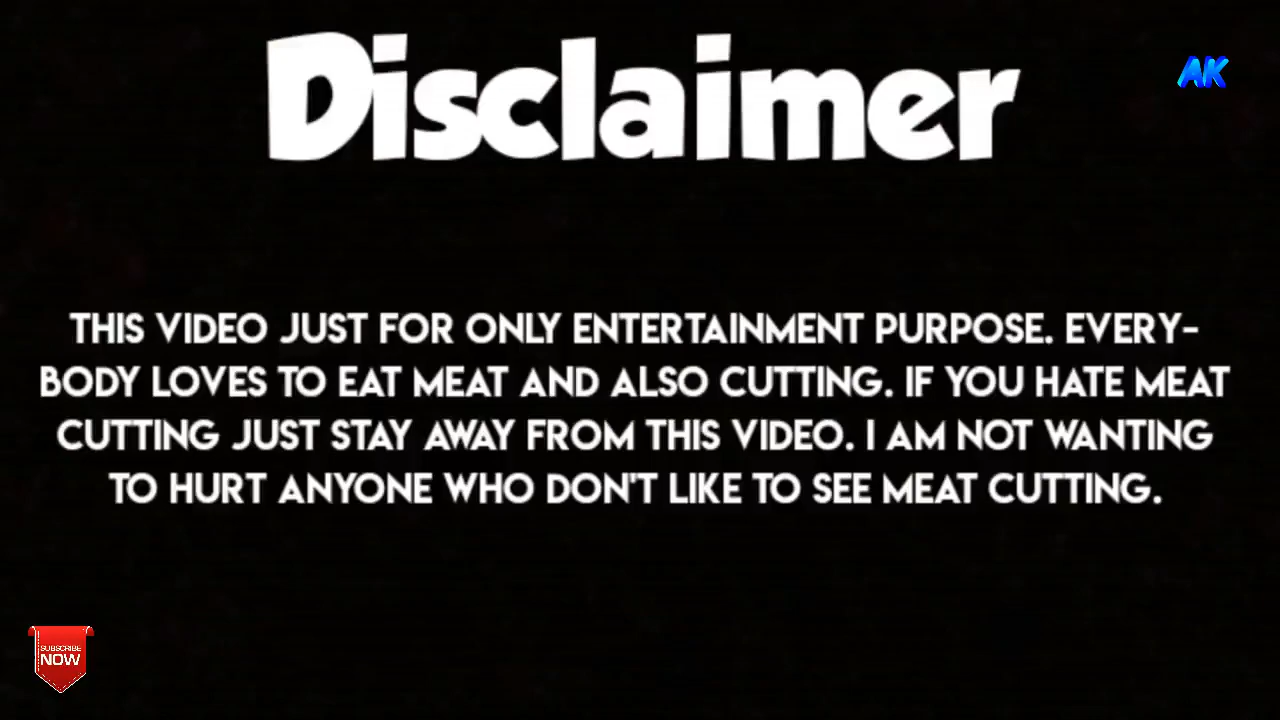 Disclaimer
AK
THIS VIDEO JUST FOR ONLY ENTERTAINMENT PURPOSE. EVERY-
BODY LOVES TO EAT MEAT AND ALSO CUTTING. IF YOU HATE MEAT
CUTTING JUST STAY AWAY FROM THIS VIDEO. I AM NOT WANTING
TO HURT ANYONE WHO DON'T LIKE TO SEE MEAT CUTTING.
SUBSCRIBE
NOW